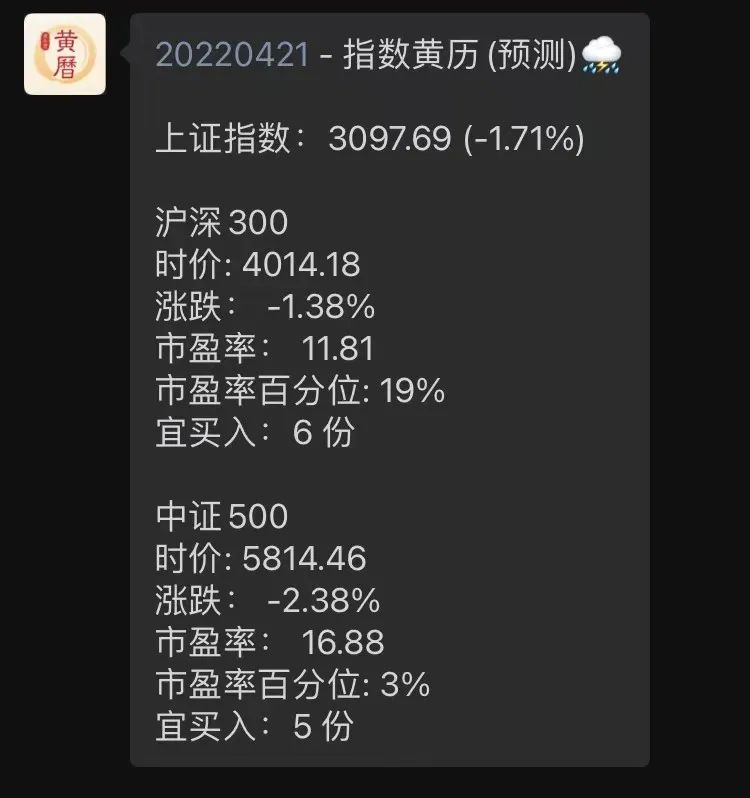 黄曆
20220421 - 指数黄历 (预测)⛈️
上证指数： 3097.69 (-1.71%)
沪深 300
时价: 4014.18
涨跌： -1.38%
市盈率： 11.81
市盈率百分位: 19%
宜买入： 6 份
中证 500
时价: 5814.46
涨跌： -2.38%
市盈率： 16.88
市盈率百分位: 3%
宜买入： 5 份